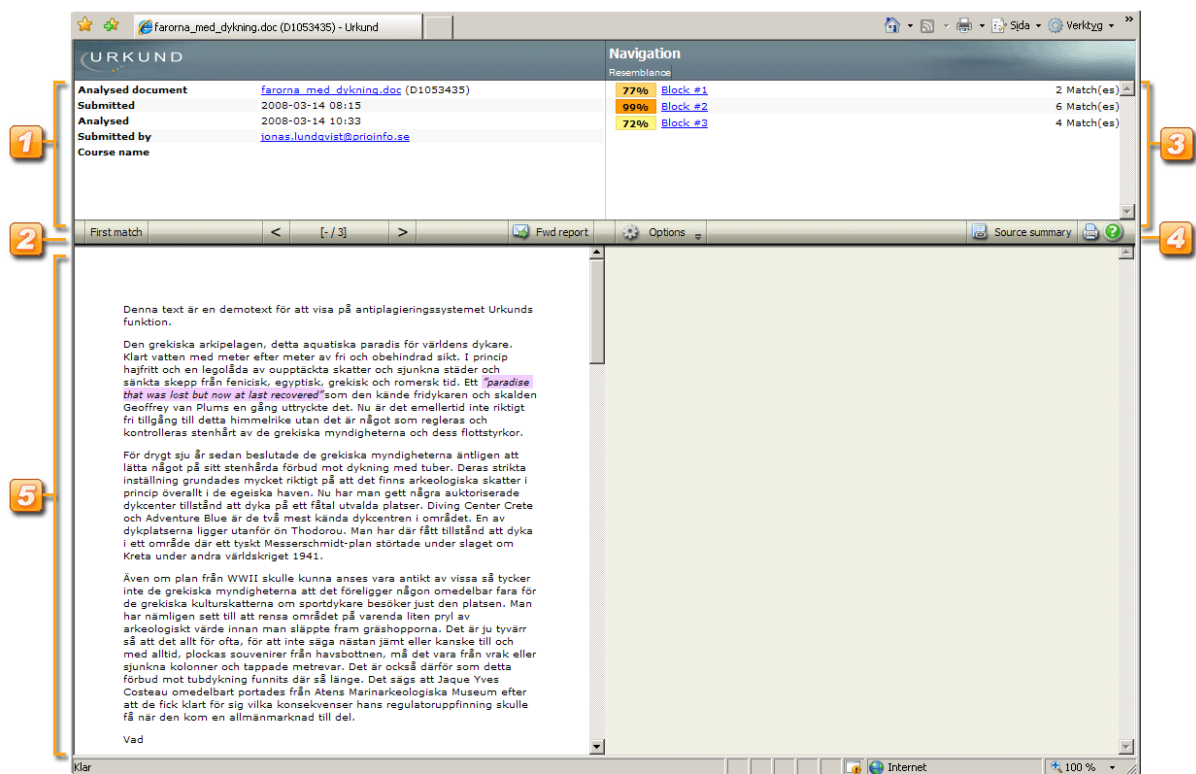 farorna_med_dykning.doc (D1053435) - Urkund
Sida
Verktyg
»
URKUND
Navigation
Resemblance
1
Analysed document farorna_med_dykning.doc (D1053435)
Submitted 2008-03-14 08:15
Analysed 2008-03-14 10:33
Submitted by jonas.lundqvist@prioinfo.se
Course name
77% Block #1 2 Match(es)
99% Block #2 6 Match(es)
72% Block #3 4 Match(es)
3
2
First match < [- / 3] > Fwd report Options Source summary ?
4
5
Denna text är en demotext för att visa på antiplagieringssystemet Urkunds
funktion.
Den grekiska arkipelagen, detta aquatiska paradis för världens dykare.
Klart vatten med meter efter meter av fri och obehindrad sikt. I princip
hajfritt och en legolåda av oupptäckta skatter och sjunkna städer och
sänkta skepp från fenicisk, egyptisk, grekisk och romersk tid. Ett "paradise
that was lost but now at last recovered"som den kände fridykaren och skalden
Geoffrey van Plums en gång uttryckte det. Nu är det emellertid inte riktigt
fri tillgång till detta himmelrike utan det är något som regleras och
kontrolleras stenhårt av de grekiska myndigheterna och dess flottstyrkor.
För drygt sju år sedan beslutade de grekiska myndigheterna äntligen att
lätta något på sitt stenhårda förbud mot dykning med tuber. Deras strikta
inställning grundades mycket riktigt på att det finns arkeologiska skatter i
princip överallt i de egeiska haven. Nu har man gett några auktoriserade
dykcenter tillstånd att dyka på ett fåtal utvalda platser. Diving Center Crete
och Adventure Blue är de två mest kända dykcentren i området. En av
dykplatserna ligger utanför ön Thodorou. Man har där fått tillstånd att dyka
i ett område där ett tyskt Messerschmidt-plan störtade under slaget om
Kreta under andra världskriget 1941.
Även om plan från WWII skulle kunna anses vara antikt av vissa så tycker
inte de grekiska myndigheterna att det föreligger någon omedelbar fara för
de grekiska kulturskatterna om sportdykare besöker just den platsen. Man
har nämligen sett till att rensa området på varenda liten pryl av
arkeologiskt värde innan man släppte fram gräshopporna. Det är ju tyvärr
så att det allt för ofta, för att inte säga nästan jämt eller kanske till och
med alltid, plockas souvenirer från havsbottnen, må det vara från vrak eller
sjunkna kolonner och tappade metrevar. Det är också därför som detta
förbud mot tubdykning funnits där så länge. Det sägs att Jaque Yves
Costeau omedelbart portades från Atens Marinarkeologiska Museum efter
att de fick klart för sig vilka konsekvenser hans regulatoruppfinning skulle
få när den kom en allmänmarknad till del.
Vad
Klar Internet 100 %